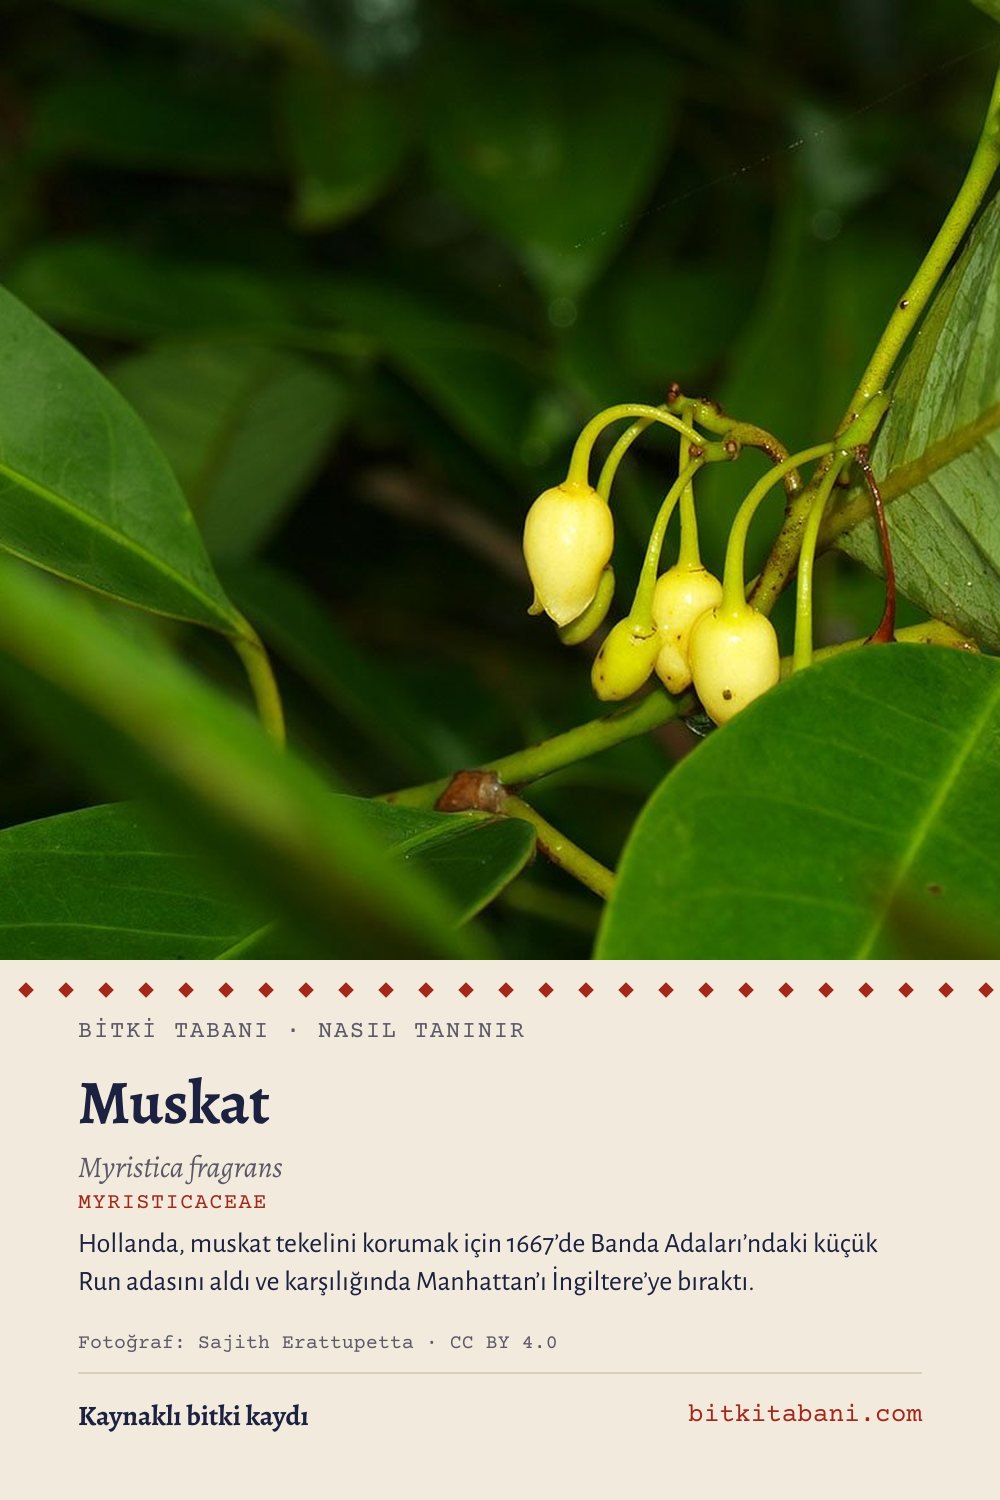 BİTKİ TABANI · NASIL TANINIR
Muskat
Myristica fragrans
MYRISTICACEAE
Hollanda, muskat tekelini korumak için 1667’de Banda Adaları’ndaki küçük
Run adasını aldı ve karşılığında Manhattan’ı İngiltere’ye bıraktı.
Fotoğraf: Sajith Erattupetta · CC BY 4.0
Kaynaklı bitki kaydı
bitkitabani.com